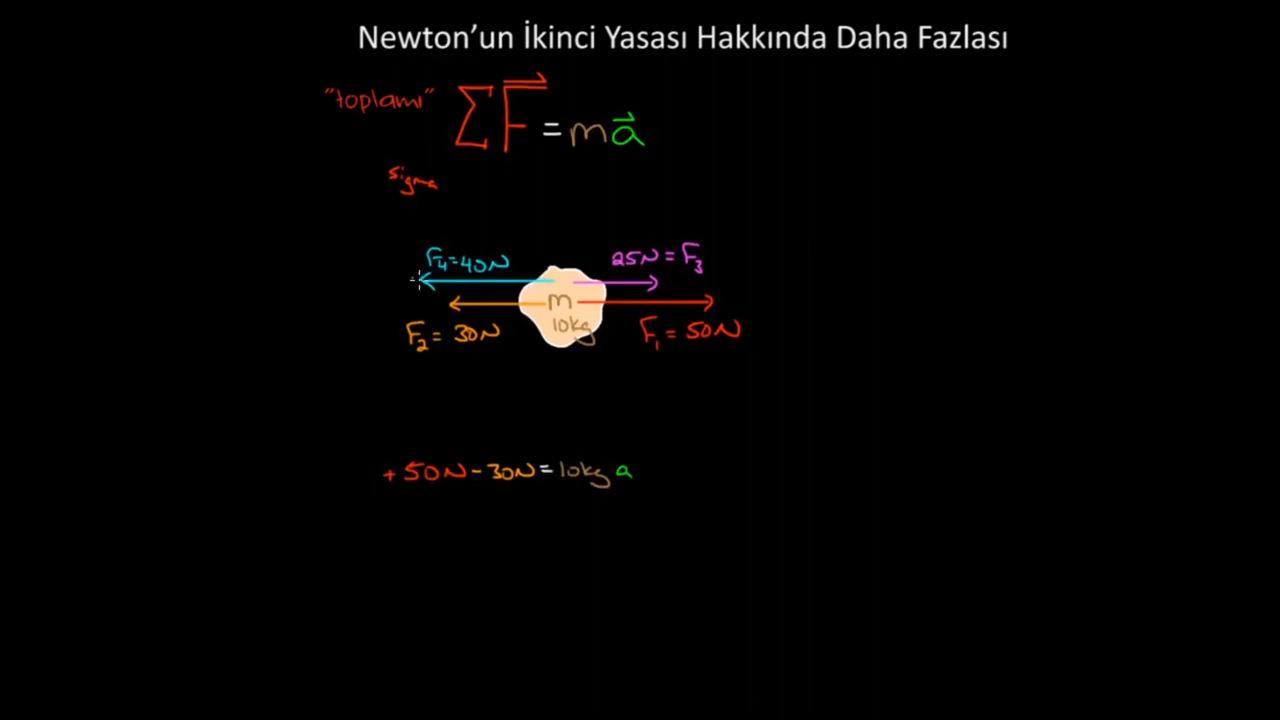 Newton'un İkinci Yasası Hakkında Daha Fazlası
"toplamı" ΣF⃗ = ma⃗
sigma
F₄=40N 25N = F₃
m
10kg
F₂ = 30N F₁ = 50N
+50N-30N=10kg a